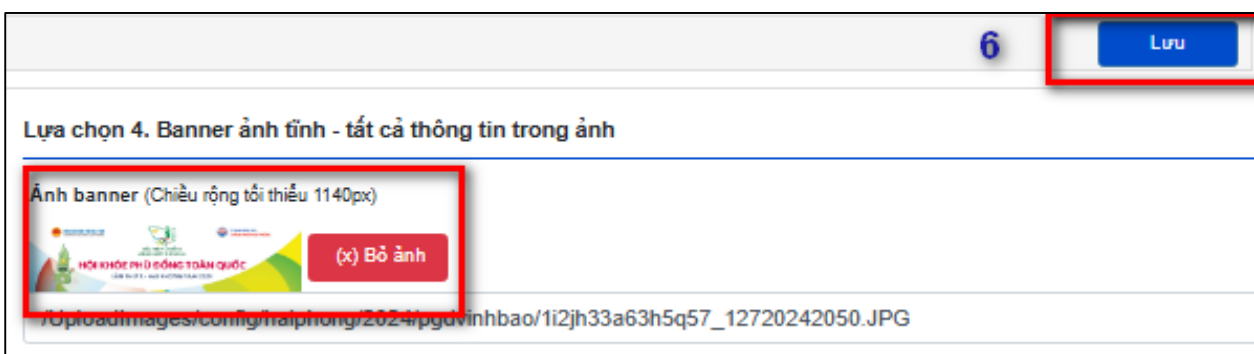 6
Lưu
Lựa chọn 4. Banner ảnh tĩnh - tất cả thông tin trong ảnh
Ảnh banner (Chiều rộng tối thiểu 1140px)
HỘI KHỎE PHÙ ĐỔNG TOÀN QUỐC
(x) Bỏ ảnh
/UploadImages/config/haiphong/2024/pgdvinhbao/1i2jh33a63h5q57_12720242050.JPG